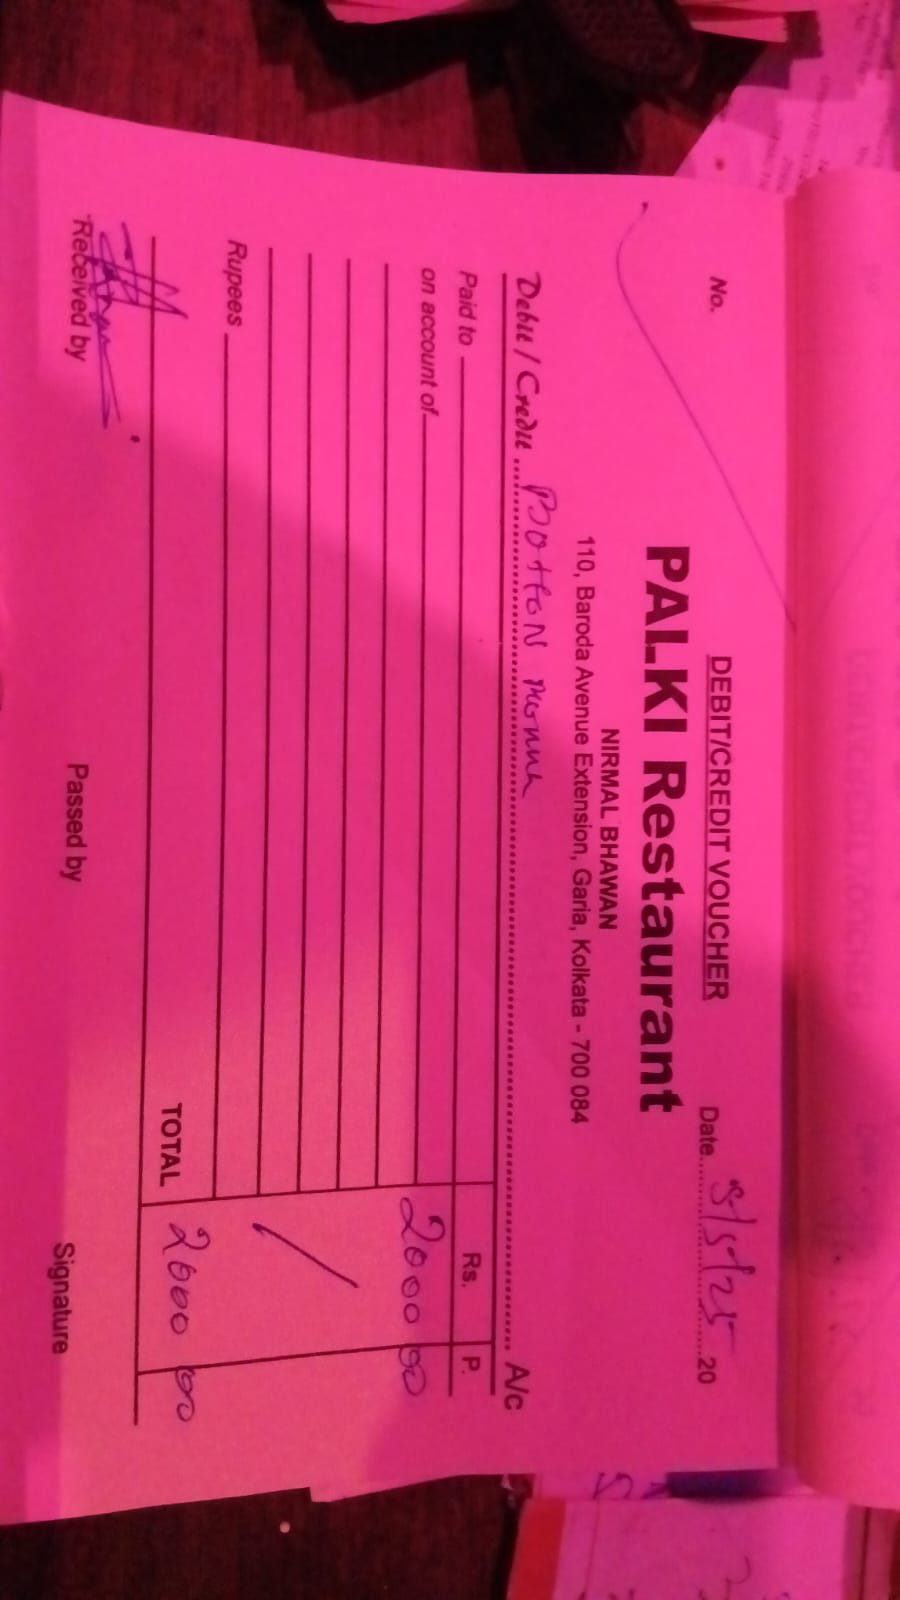 DEBIT/CREDIT VOUCHER
No. Date 5/5/25 20
PALKI Restaurant
NIRMAL BHAWAN
110, Baroda Avenue Extension, Garia, Kolkata - 700 084
Debit / Credit A/c
Paid to Rs. P.
on account of 2000 00
Rupees
TOTAL 2000 00
Received by Passed by Signature